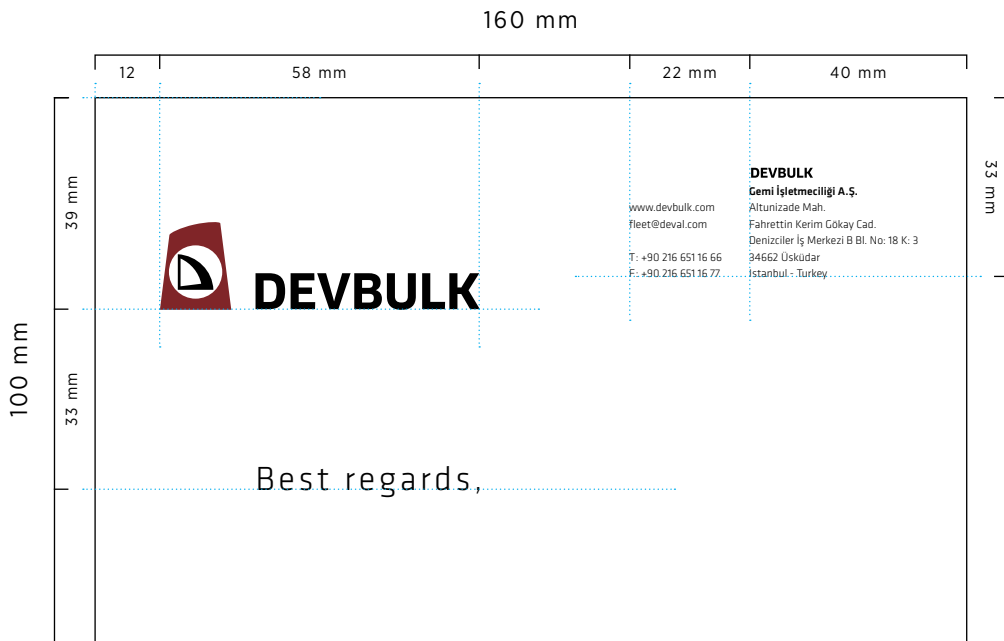 160 mm
12
58 mm
22 mm
40 mm
39 mm
33 mm
100 mm
33 mm
DEVBULK
www.devbulk.com
fleet@deval.com
T: +90 216 651 16 66
F: +90 216 651 16 77
DEVBULK
Gemi İşletmeciliği A.Ş.
Altunizade Mah.
Fahrettin Kerim Gökay Cad.
Denizciler İş Merkezi B Bl. No: 18 K: 3
34662 Üsküdar
İstanbul - Turkey
Best regards,